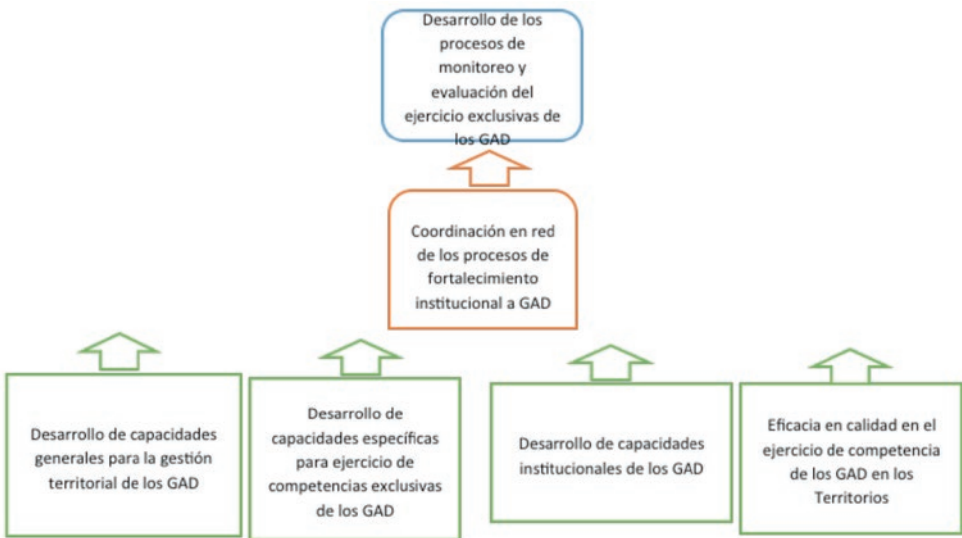 Desarrollo de los
procesos de
monitoreo y
evaluación del
ejercicio exclusivas de
los GAD
Coordinación en red
de los procesos de
fortalecimiento
institucional a GAD
Desarrollo de capacidades
generales para la gestión
territorial de los GAD
Desarrollo de
capacidades específicas
para ejercicio de
competencias exclusivas
de los GAD
Desarrollo de capacidades
institucionales de los GAD
Eficacia en calidad en el
ejercicio de competencia
de los GAD en los
Territorios